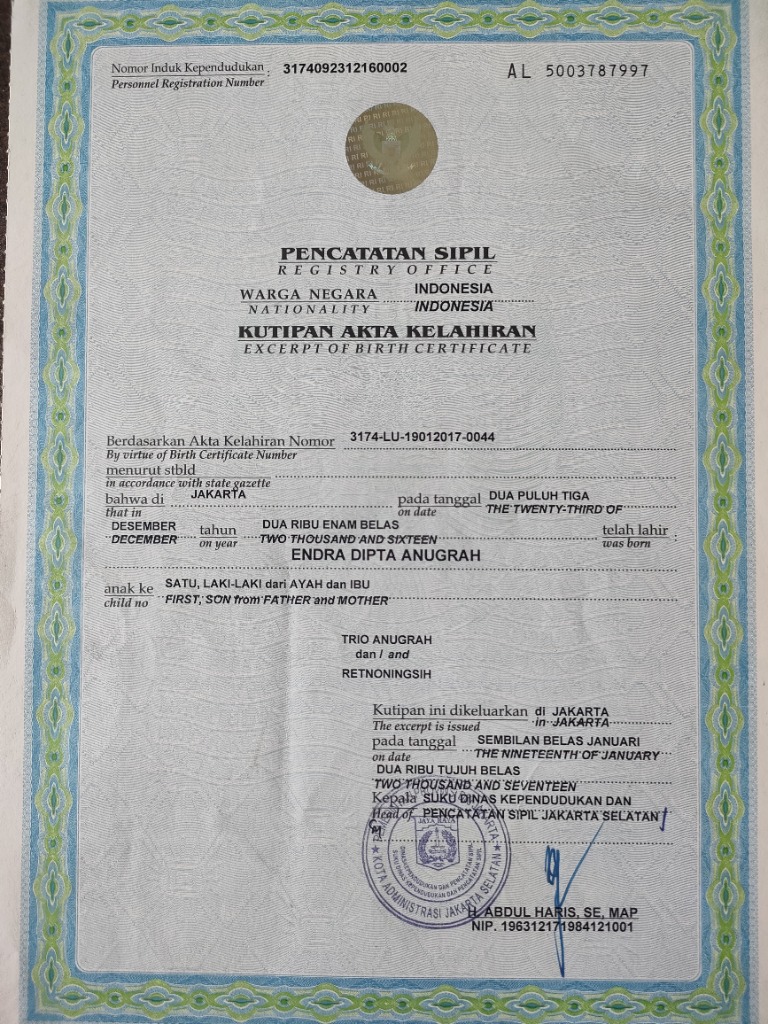 Nomor Induk Kependudukan : 3174092312160002
Personnel Registration Number
AL 5003787997
PENCATATAN SIPIL
REGISTRY OFFICE
WARGA NEGARA INDONESIA
NATIONALITY INDONESIA
KUTIPAN AKTA KELAHIRAN
EXCERPT OF BIRTH CERTIFICATE
Berdasarkan Akta Kelahiran Nomor 3174-LU-19012017-0044
By virtue of Birth Certificate Number
menurut stbld
in accordance with state gazette
bahwa di JAKARTA pada tanggal DUA PULUH TIGA
that in on date THE TWENTY-THIRD OF
DESEMBER tahun DUA RIBU ENAM BELAS telah lahir :
DECEMBER on year TWO THOUSAND AND SIXTEEN was born
ENDRA DIPTA ANUGRAH
anak ke SATU, LAKI-LAKI dari AYAH dan IBU
child no FIRST, SON from FATHER and MOTHER
TRIO ANUGRAH
dan / and
RETNONINGSIH
Kutipan ini dikeluarkan di JAKARTA
The excerpt is issued in JAKARTA
pada tanggal SEMBILAN BELAS JANUARI
on date THE NINETEENTH OF JANUARY
DUA RIBU TUJUH BELAS
TWO THOUSAND AND SEVENTEEN
Kepala SUKU DINAS KEPENDUDUKAN DAN
Head of PENCATATAN SIPIL JAKARTA SELATAN
JAYA RAYA
KOTA ADMINISTRASI JAKARTA SELATAN
H. ABDUL HARIS, SE, MAP
NIP. 196312171984121001